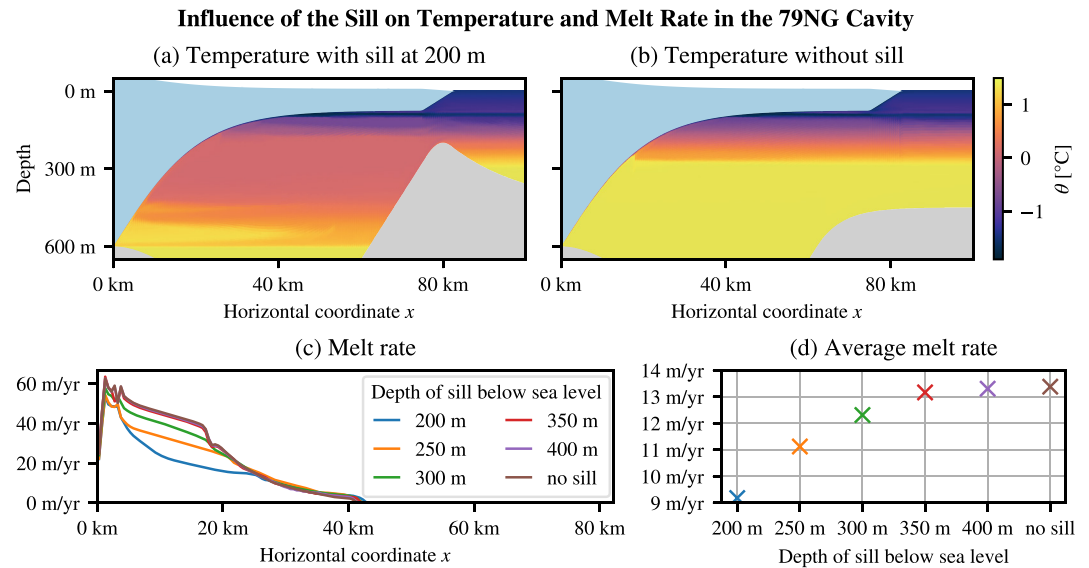 Influence of the Sill on Temperature and Melt Rate in the 79NG Cavity
(a) Temperature with sill at 200 m
(b) Temperature without sill
0 m
300 m
600 m
Depth
0 km
40 km
80 km
Horizontal coordinate x
0 km
40 km
80 km
Horizontal coordinate x
1
0
−1
θ [°C]
(c) Melt rate
60 m/yr
40 m/yr
20 m/yr
0 m/yr
0 km
20 km
40 km
60 km
80 km
Horizontal coordinate x
Depth of sill below sea level
200 m
250 m
300 m
350 m
400 m
no sill
(d) Average melt rate
14 m/yr
13 m/yr
12 m/yr
11 m/yr
10 m/yr
9 m/yr
200 m
250 m
300 m
350 m
400 m
no sill
Depth of sill below sea level